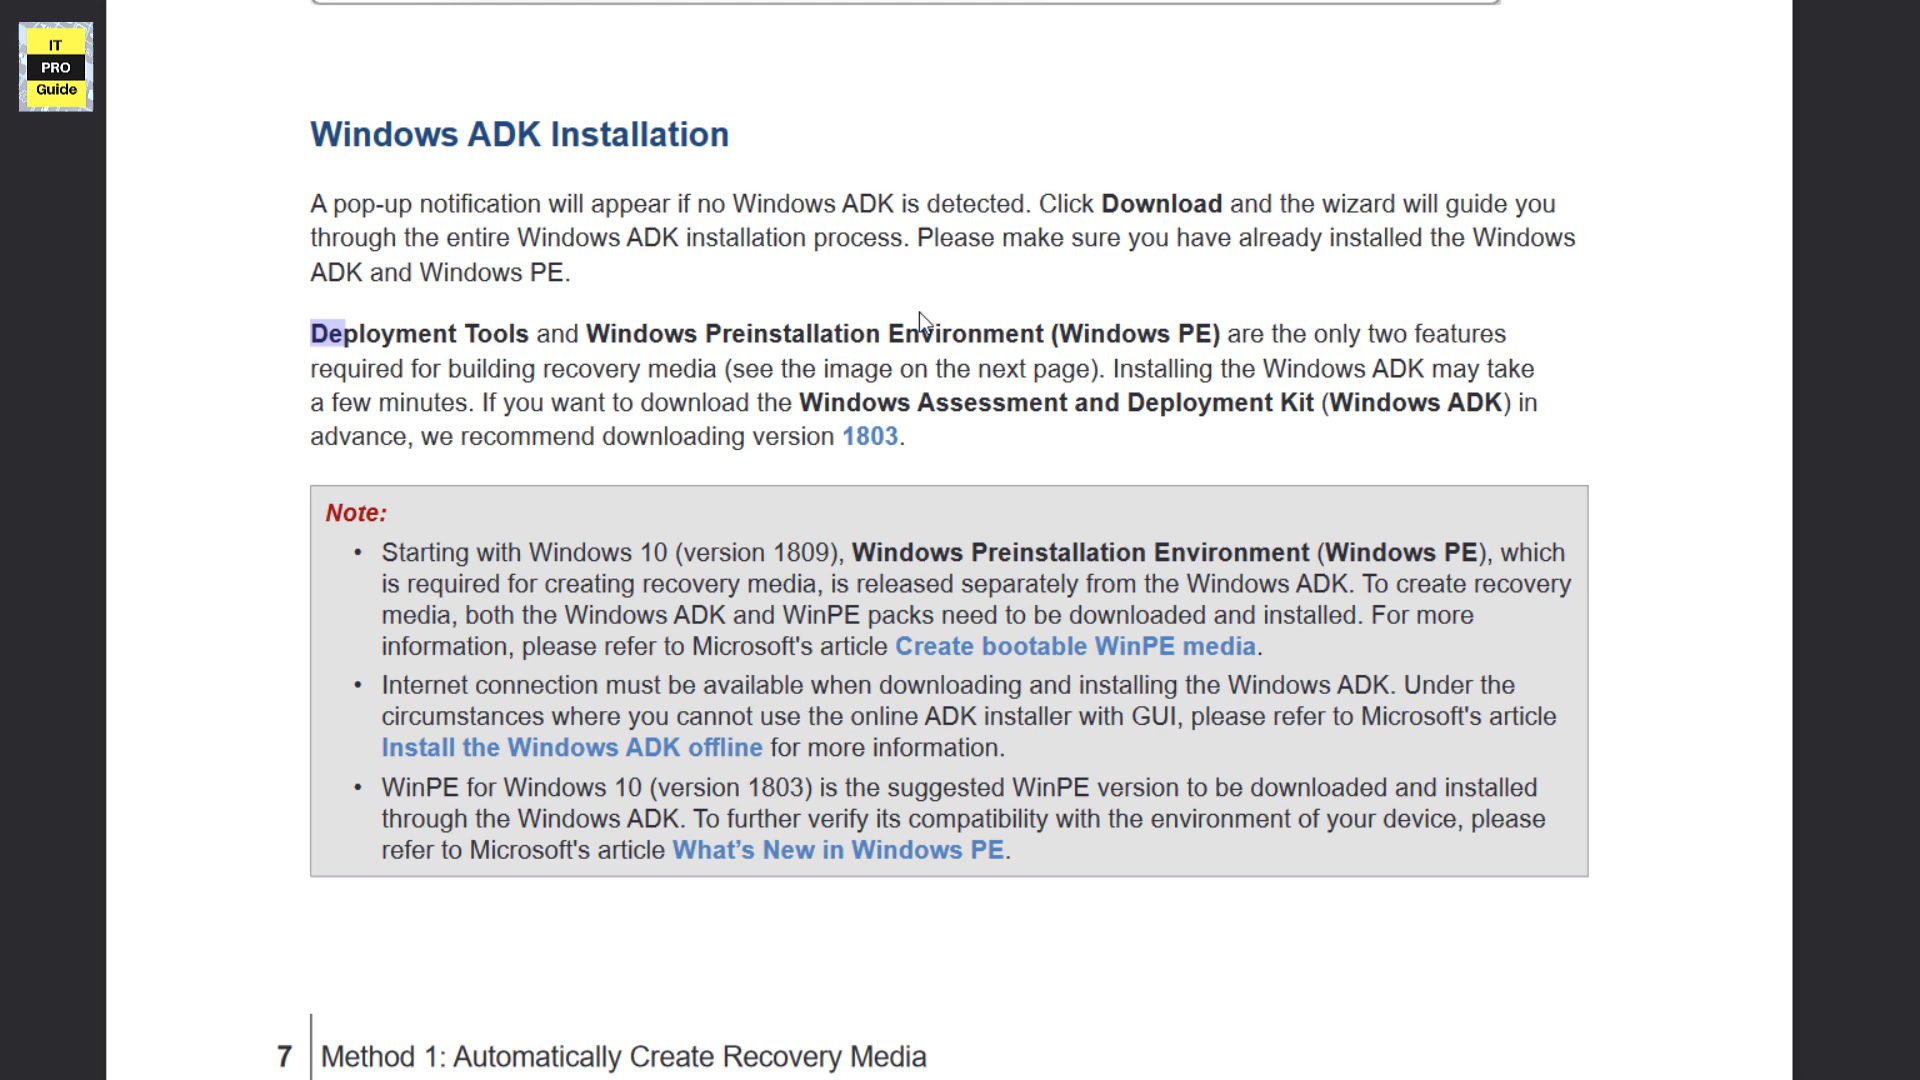 IT
PRO
Guide
Windows ADK Installation
A pop-up notification will appear if no Windows ADK is detected. Click Download and the wizard will guide you
through the entire Windows ADK installation process. Please make sure you have already installed the Windows
ADK and Windows PE.
Deployment Tools and Windows Preinstallation Environment (Windows PE) are the only two features
required for building recovery media (see the image on the next page). Installing the Windows ADK may take
a few minutes. If you want to download the Windows Assessment and Deployment Kit (Windows ADK) in
advance, we recommend downloading version 1803.
Note:
• Starting with Windows 10 (version 1809), Windows Preinstallation Environment (Windows PE), which
is required for creating recovery media, is released separately from the Windows ADK. To create recovery
media, both the Windows ADK and WinPE packs need to be downloaded and installed. For more
information, please refer to Microsoft's article Create bootable WinPE media.
• Internet connection must be available when downloading and installing the Windows ADK. Under the
circumstances where you cannot use the online ADK installer with GUI, please refer to Microsoft's article
Install the Windows ADK offline for more information.
• WinPE for Windows 10 (version 1803) is the suggested WinPE version to be downloaded and installed
through the Windows ADK. To further verify its compatibility with the environment of your device, please
refer to Microsoft's article What’s New in Windows PE.
7 Method 1: Automatically Create Recovery Media